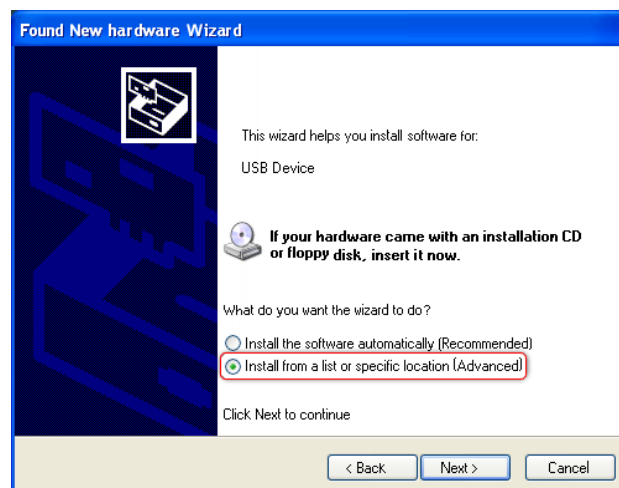 Found New hardware Wizard
This wizard helps you install software for:
USB Device
If your hardware came with an installation CD
or floppy disk, insert it now.
What do you want the wizard to do?
Install the software automatically (Recommended)
Install from a list or specific location (Advanced)
Click Next to continue
< Back Next > Cancel